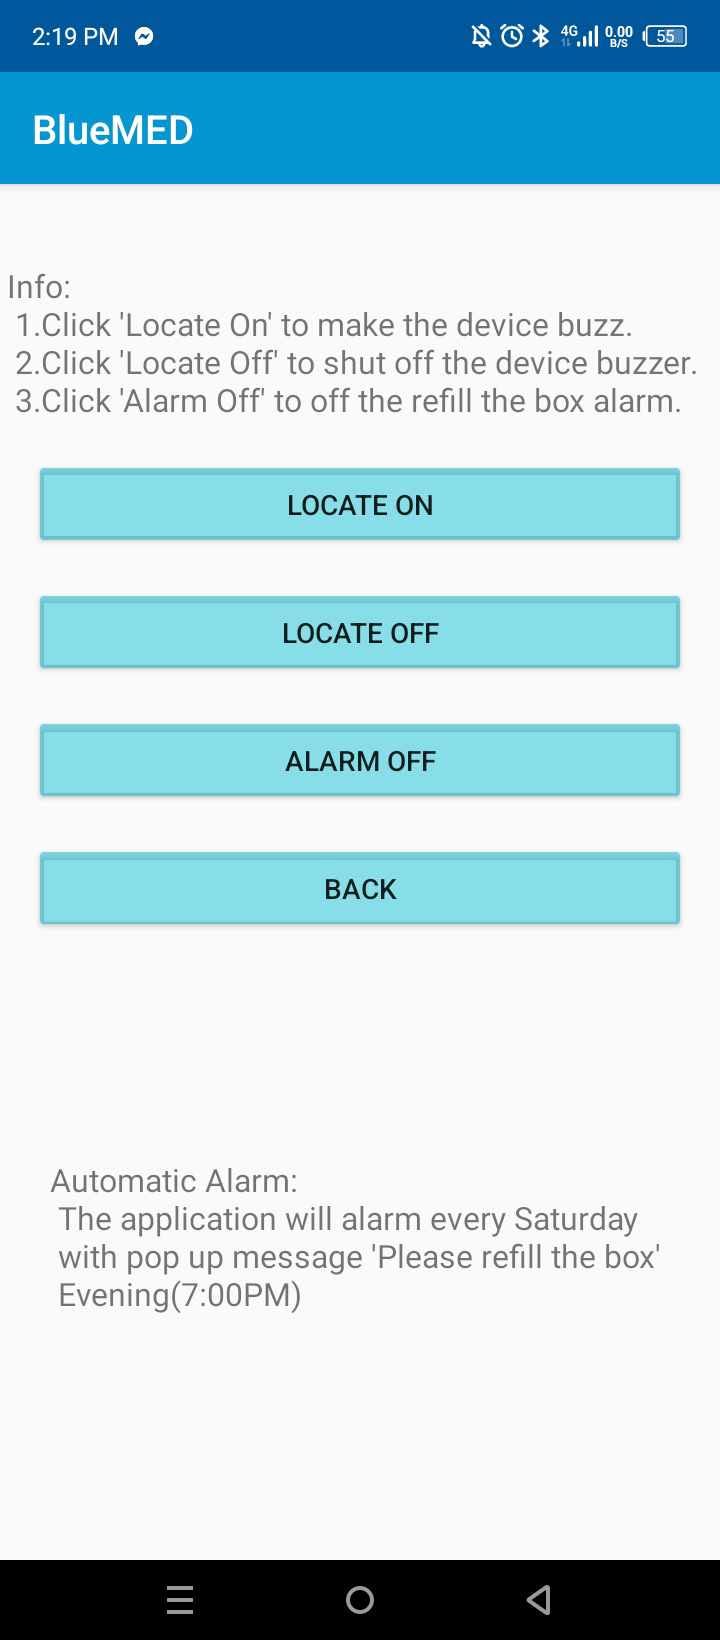 2:19 PM
4G 0.00 B/S 55
BlueMED
Info:
1.Click 'Locate On' to make the device buzz.
2.Click 'Locate Off' to shut off the device buzzer.
3.Click 'Alarm Off' to off the refill the box alarm.
LOCATE ON
LOCATE OFF
ALARM OFF
BACK
Automatic Alarm:
The application will alarm every Saturday
with pop up message 'Please refill the box'
Evening(7:00PM)